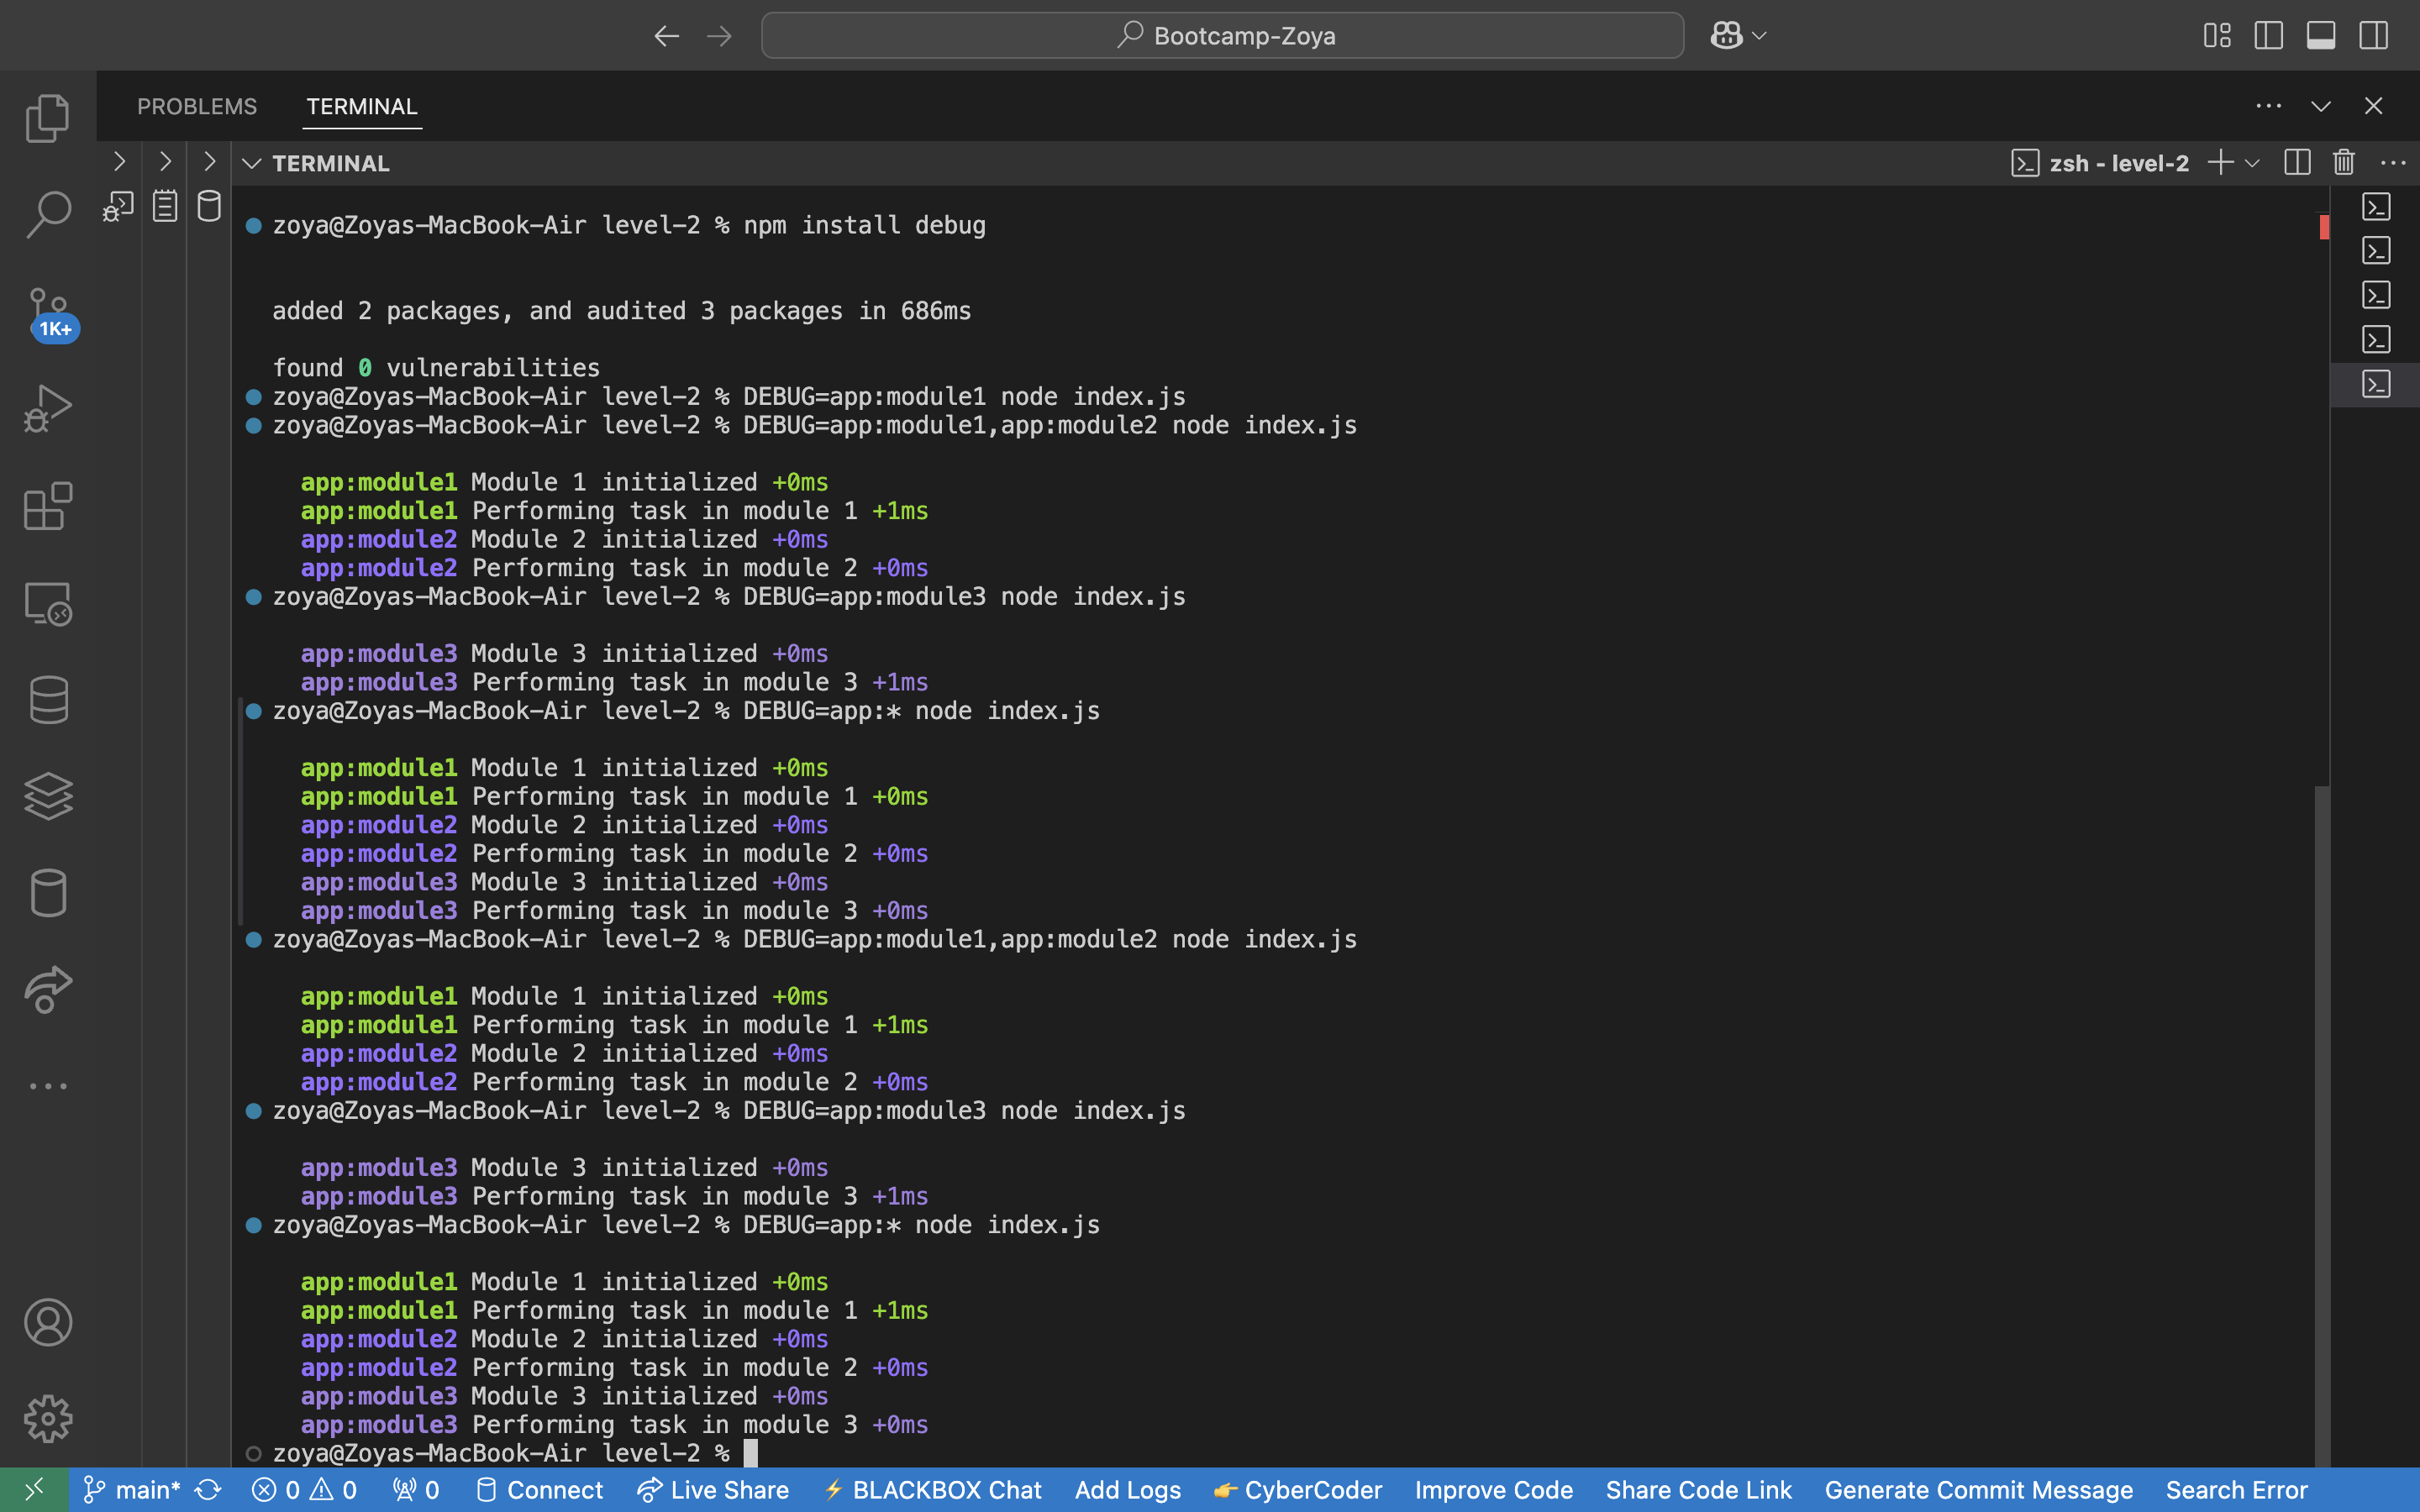 Bootcamp-Zoya
PROBLEMS TERMINAL
TERMINAL
zsh - level-2
1K+
zoya@Zoyas-MacBook-Air level-2 % npm install debug
added 2 packages, and audited 3 packages in 686ms
found 0 vulnerabilities
zoya@Zoyas-MacBook-Air level-2 % DEBUG=app:module1 node index.js
zoya@Zoyas-MacBook-Air level-2 % DEBUG=app:module1,app:module2 node index.js
app:module1 Module 1 initialized +0ms
app:module1 Performing task in module 1 +1ms
app:module2 Module 2 initialized +0ms
app:module2 Performing task in module 2 +0ms
zoya@Zoyas-MacBook-Air level-2 % DEBUG=app:module3 node index.js
app:module3 Module 3 initialized +0ms
app:module3 Performing task in module 3 +1ms
zoya@Zoyas-MacBook-Air level-2 % DEBUG=app:* node index.js
app:module1 Module 1 initialized +0ms
app:module1 Performing task in module 1 +0ms
app:module2 Module 2 initialized +0ms
app:module2 Performing task in module 2 +0ms
app:module3 Module 3 initialized +0ms
app:module3 Performing task in module 3 +0ms
zoya@Zoyas-MacBook-Air level-2 % DEBUG=app:module1,app:module2 node index.js
app:module1 Module 1 initialized +0ms
app:module1 Performing task in module 1 +1ms
app:module2 Module 2 initialized +0ms
app:module2 Performing task in module 2 +0ms
zoya@Zoyas-MacBook-Air level-2 % DEBUG=app:module3 node index.js
app:module3 Module 3 initialized +0ms
app:module3 Performing task in module 3 +1ms
zoya@Zoyas-MacBook-Air level-2 % DEBUG=app:* node index.js
app:module1 Module 1 initialized +0ms
app:module1 Performing task in module 1 +1ms
app:module2 Module 2 initialized +0ms
app:module2 Performing task in module 2 +0ms
app:module3 Module 3 initialized +0ms
app:module3 Performing task in module 3 +0ms
zoya@Zoyas-MacBook-Air level-2 %
main* 0 0 0 Connect Live Share BLACKBOX Chat Add Logs CyberCoder Improve Code Share Code Link Generate Commit Message Search Error